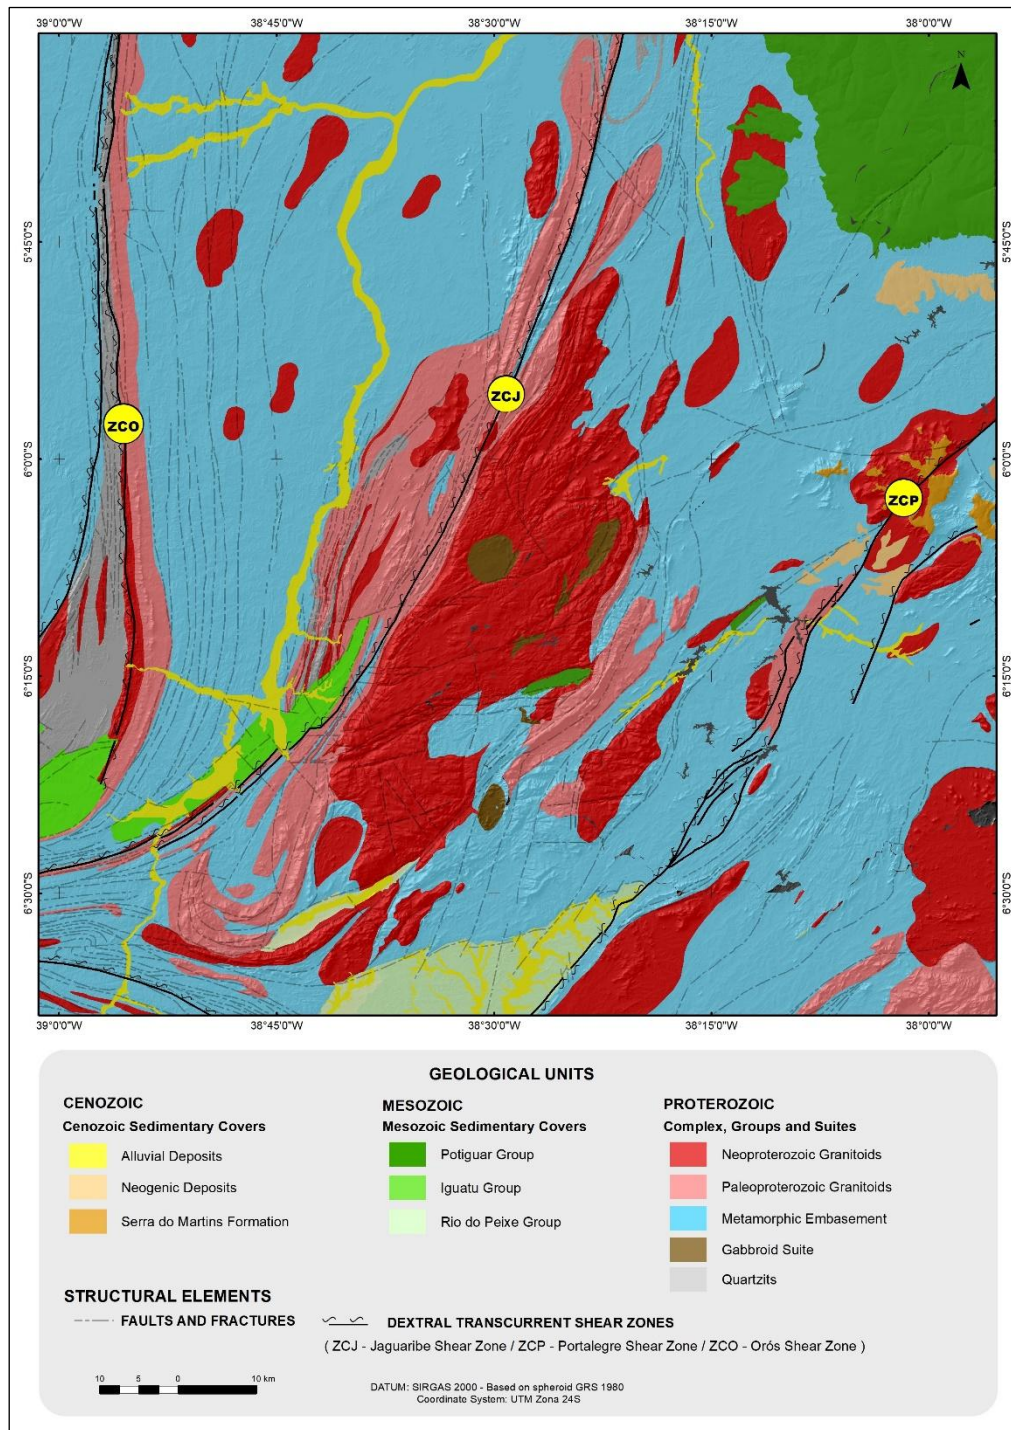 39°0'0"W 38°45'0"W 38°30'0"W 38°15'0"W 38°0'0"W
N
5°45'0"S 5°45'0"S
ZCJ
ZCO
6°0'0"S 6°0'0"S
ZCP
6°15'0"S 6°15'0"S
6°30'0"S 6°30'0"S
39°0'0"W 38°45'0"W 38°30'0"W 38°15'0"W 38°0'0"W
GEOLOGICAL UNITS
CENOZOIC
Cenozoic Sedimentary Covers
Alluvial Deposits
Neogenic Deposits
Serra do Martins Formation
MESOZOIC
Mesozoic Sedimentary Covers
Potiguar Group
Iguatu Group
Rio do Peixe Group
PROTEROZOIC
Complex, Groups and Suites
Neoproterozoic Granitoids
Paleoproterozoic Granitoids
Metamorphic Embasement
Gabbroid Suite
Quartzits
STRUCTURAL ELEMENTS
FAULTS AND FRACTURES
DEXTRAL TRANSCURRENT SHEAR ZONES
( ZCJ - Jaguaribe Shear Zone / ZCP - Portalegre Shear Zone / ZCO - Orós Shear Zone )
10 5 0 10 km
DATUM: SIRGAS 2000 - Based on spheroid GRS 1980
Coordinate System: UTM Zona 24S